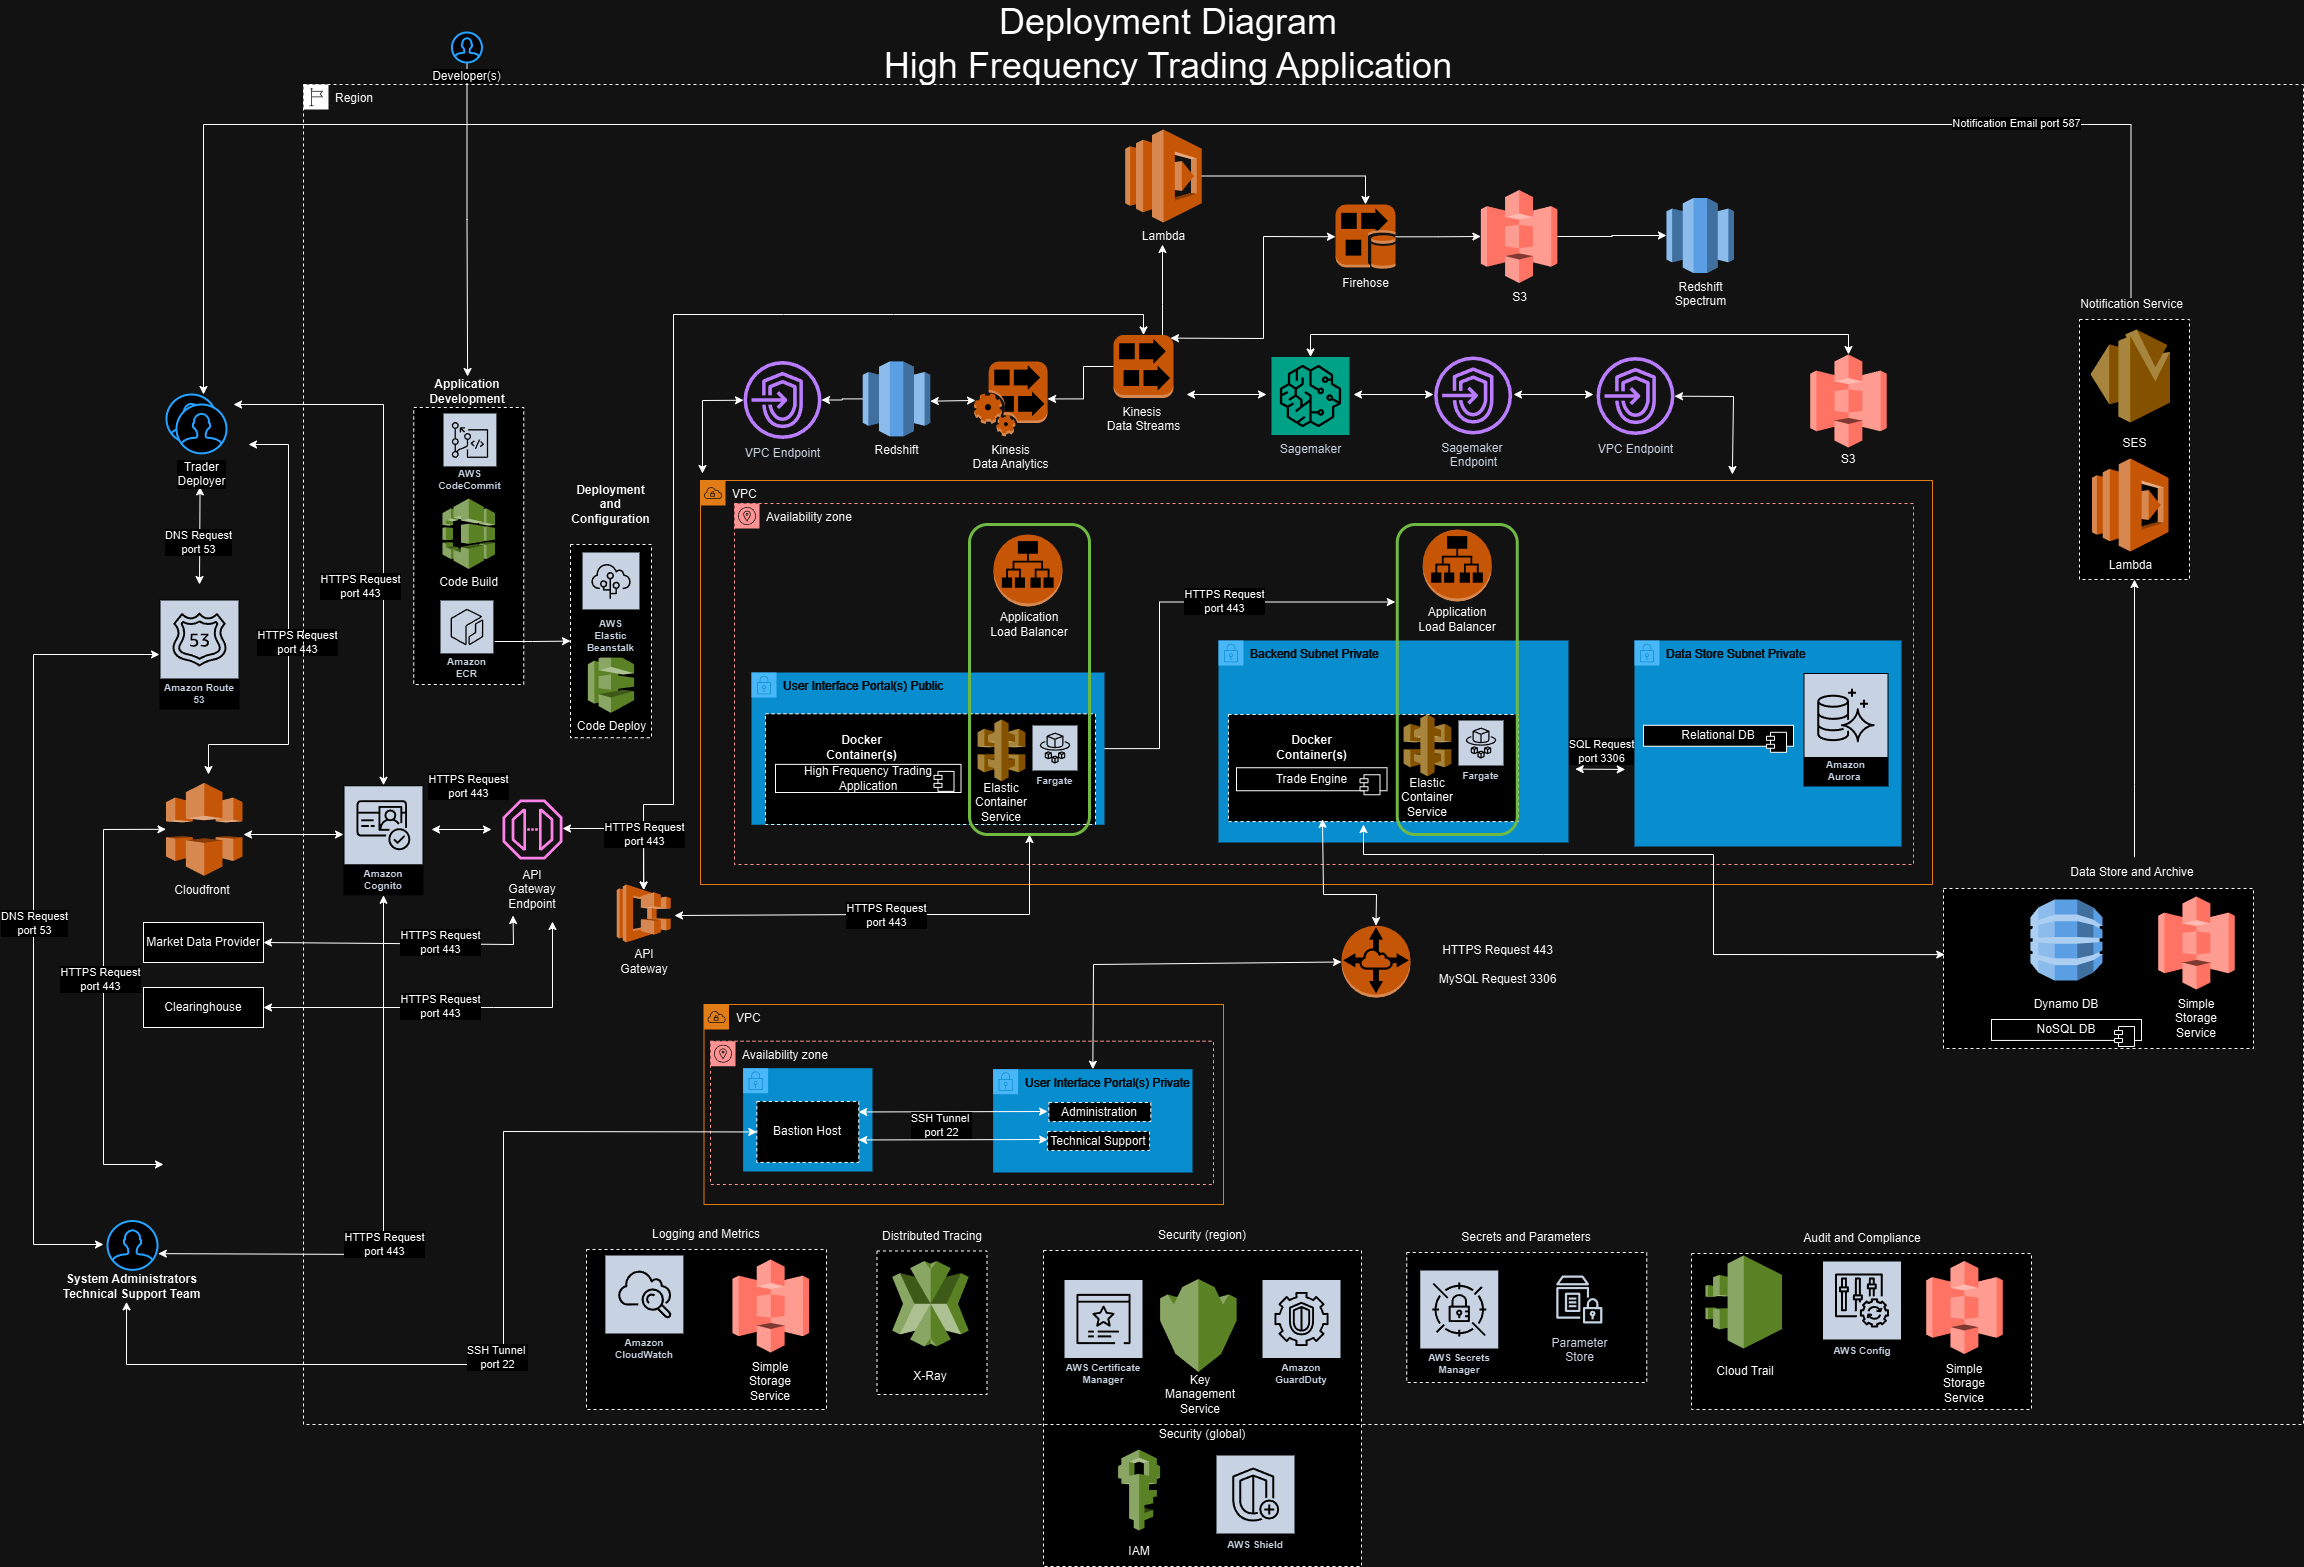 Deployment Diagram
High Frequency Trading Application
Developer(s)
Region
Notification Email port 587
Lambda
Firehose
S3
Redshift
Spectrum
Notification Service
SES
Lambda
Application
Development
AWS
CodeCommit
Code Build
Amazon
ECR
Deployment
and
Configuration
AWS
Elastic
Beanstalk
Code Deploy
Trader
Deployer
DNS Request
port 53
HTTPS Request
port 443
HTTPS Request
port 443
53
Amazon Route
53
VPC Endpoint
Redshift
Kinesis
Data Analytics
Kinesis
Data Streams
Sagemaker
Sagemaker
Endpoint
VPC Endpoint
S3
VPC
Availability zone
Application
Load Balancer
HTTPS Request
port 443
Application
Load Balancer
User Interface Portal(s) Public
Docker
Container(s)
High Frequency Trading
Application
Elastic
Container
Service
Fargate
Backend Subnet Private
Docker
Container(s)
Trade Engine
Elastic
Container
Service
Fargate
SQL Request
port 3306
Data Store Subnet Private
Relational DB
Amazon
Aurora
Cloudfront
Amazon
Cognito
HTTPS Request
port 443
API
Gateway
Endpoint
HTTPS Request
port 443
API
Gateway
HTTPS Request
port 443
DNS Request
port 53
Market Data Provider
HTTPS Request
port 443
HTTPS Request
port 443
Clearinghouse
HTTPS Request
port 443
HTTPS Request 443
MySQL Request 3306
Data Store and Archive
Dynamo DB
NoSQL DB
Simple
Storage
Service
VPC
Availability zone
Bastion Host
SSH Tunnel
port 22
User Interface Portal(s) Private
Administration
Technical Support
System Administrators
Technical Support Team
HTTPS Request
port 443
SSH Tunnel
port 22
Logging and Metrics
Amazon
CloudWatch
Simple
Storage
Service
Distributed Tracing
X-Ray
Security (region)
AWS Certificate
Manager
Key
Management
Service
Amazon
GuardDuty
Security (global)
IAM
AWS Shield
Secrets and Parameters
AWS Secrets
Manager
Parameter
Store
Audit and Compliance
Cloud Trail
AWS Config
Simple
Storage
Service